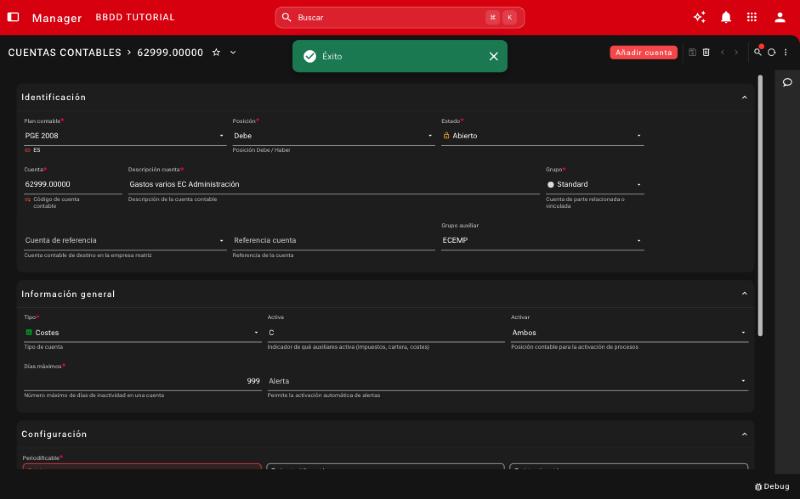 Manager
BBDD TUTORIAL
Buscar
⌘ K
CUENTAS CONTABLES > 62999.00000
Éxito
Añadir cuenta
Identificación
Plan contable*
Posición*
Estado*
PGE 2008
Debe
Abierto
ES
Posición Debe / Haber
Cuenta*
Descripción cuenta*
Grupo*
62999.00000
Gastos varios EC Administración
Standard
Código de cuenta contable
Descripción de la cuenta contable
Cuenta de parte relacionada o vinculada
Grupo auxiliar
Cuenta de referencia
Referencia cuenta
ECEMP
Cuenta contable de destino en la empresa matriz
Referencia de la cuenta
Información general
Tipo*
Activa
Activar
Costes
C
Ambos
Tipo de cuenta
Indicador de qué auxiliares activa (impuestos, cartera, costes)
Posición contable para la activación de procesos
Días máximos*
999
Alerta
Número máximo de días de inactividad en una cuenta
Permite la activación automática de alertas
Configuración
Periodificable*
Debug